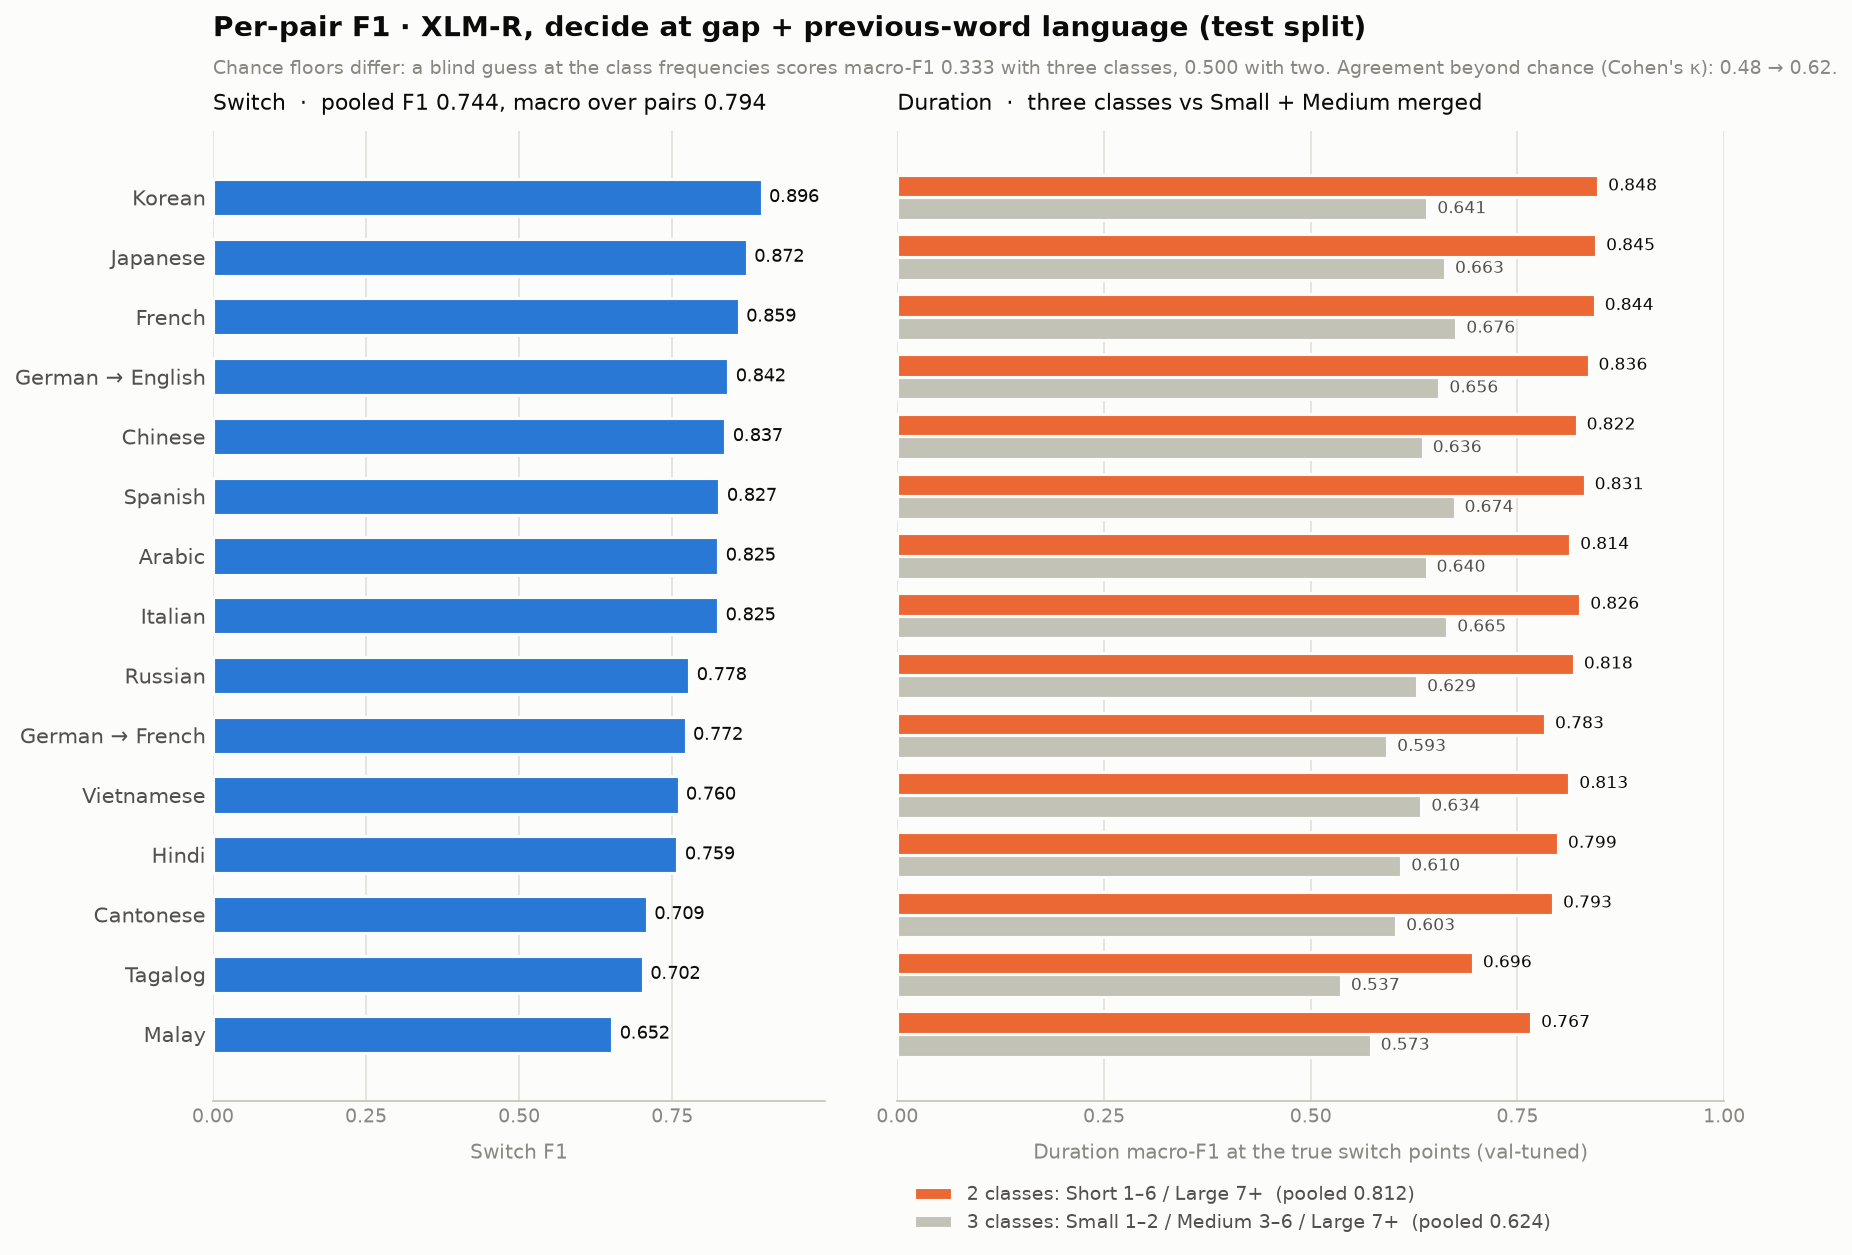 Per-pair F1 · XLM-R, decide at gap + previous-word language (test split)
Chance floors differ: a blind guess at the class frequencies scores macro-F1 0.333 with three classes, 0.500 with two. Agreement beyond chance (Cohen's κ): 0.48 → 0.62.
Switch · pooled F1 0.744, macro over pairs 0.794
Korean 0.896
Japanese 0.872
French 0.859
German → English 0.842
Chinese 0.837
Spanish 0.827
Arabic 0.825
Italian 0.825
Russian 0.778
German → French 0.772
Vietnamese 0.760
Hindi 0.759
Cantonese 0.709
Tagalog 0.702
Malay 0.652
0.00 0.25 0.50 0.75
Switch F1
Duration · three classes vs Small + Medium merged
0.848
0.641
0.845
0.663
0.844
0.676
0.836
0.656
0.822
0.636
0.831
0.674
0.814
0.640
0.826
0.665
0.818
0.629
0.783
0.593
0.813
0.634
0.799
0.610
0.793
0.603
0.696
0.537
0.767
0.573
0.00 0.25 0.50 0.75 1.00
Duration macro-F1 at the true switch points (val-tuned)
2 classes: Short 1–6 / Large 7+ (pooled 0.812)
3 classes: Small 1–2 / Medium 3–6 / Large 7+ (pooled 0.624)